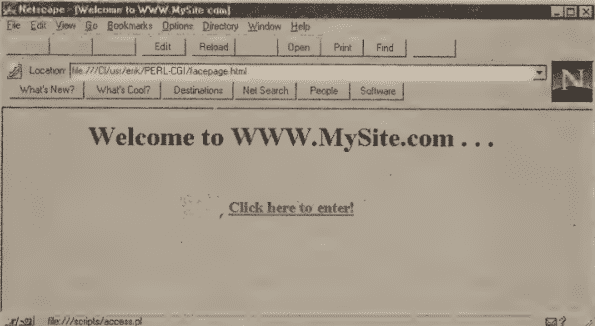 Netscape - [Welcome to WWW.MySite.com]
File Edit View Go Bookmarks Options Directory Window Help
Edit Reload Open Print Find
Location: file:///C|/usr/erik/PERL-CGI/facepage.html
What's New? What's Cool? Destinations Net Search People Software
N
Welcome to WWW.MySite.com . . .
Click here to enter!
file:///scripts/access.pl